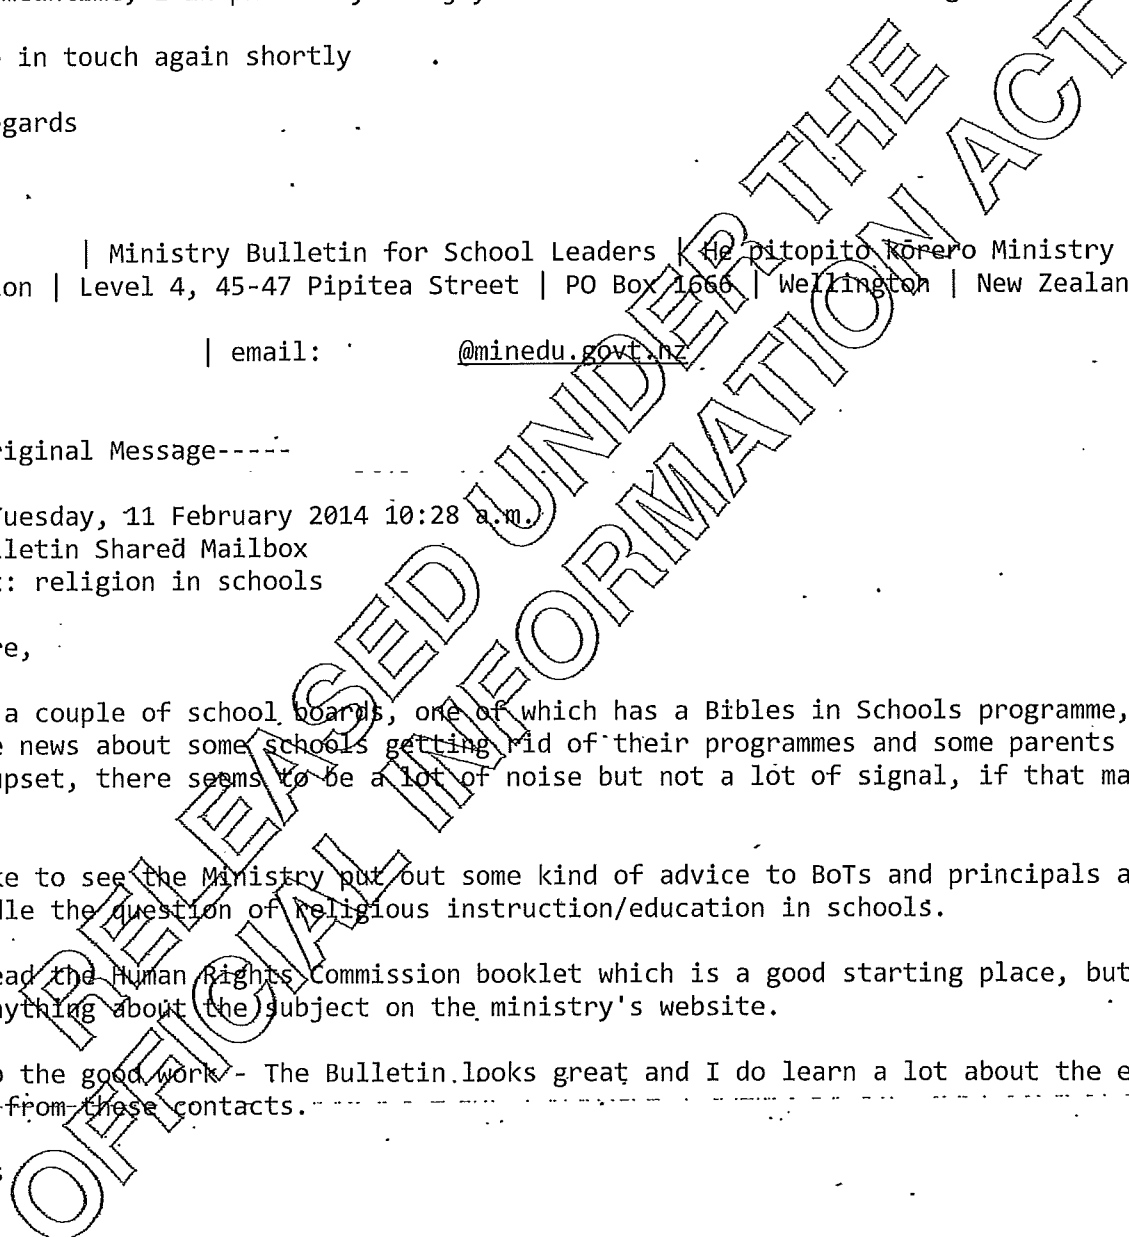 in touch again shortly
gards
| Ministry Bulletin for School Leaders | He pitopito kōrero Ministry
ion | Level 4, 45-47 Pipitea Street | PO Box 1666 | Wellington | New Zealan
| email: @minedu.govt.nz
riginal Message-----
uesday, 11 February 2014 10:28 a.m.
lletin Shared Mailbox
: religion in schools
re,
a couple of school boards, one of which has a Bibles in Schools programme,
e news about some schools getting rid of their programmes and some parents
upset, there seems to be a lot of noise but not a lot of signal, if that ma
ke to see the Ministry put out some kind of advice to BoTs and principals a
dle the question of religious instruction/education in schools.
ead the Human Rights Commission booklet which is a good starting place, but
nything about the subject on the ministry's website.
p the good work - The Bulletin looks great and I do learn a lot about the e
from these contacts.
s
RELEASED UNDER THE
OFFICIAL INFORMATION ACT